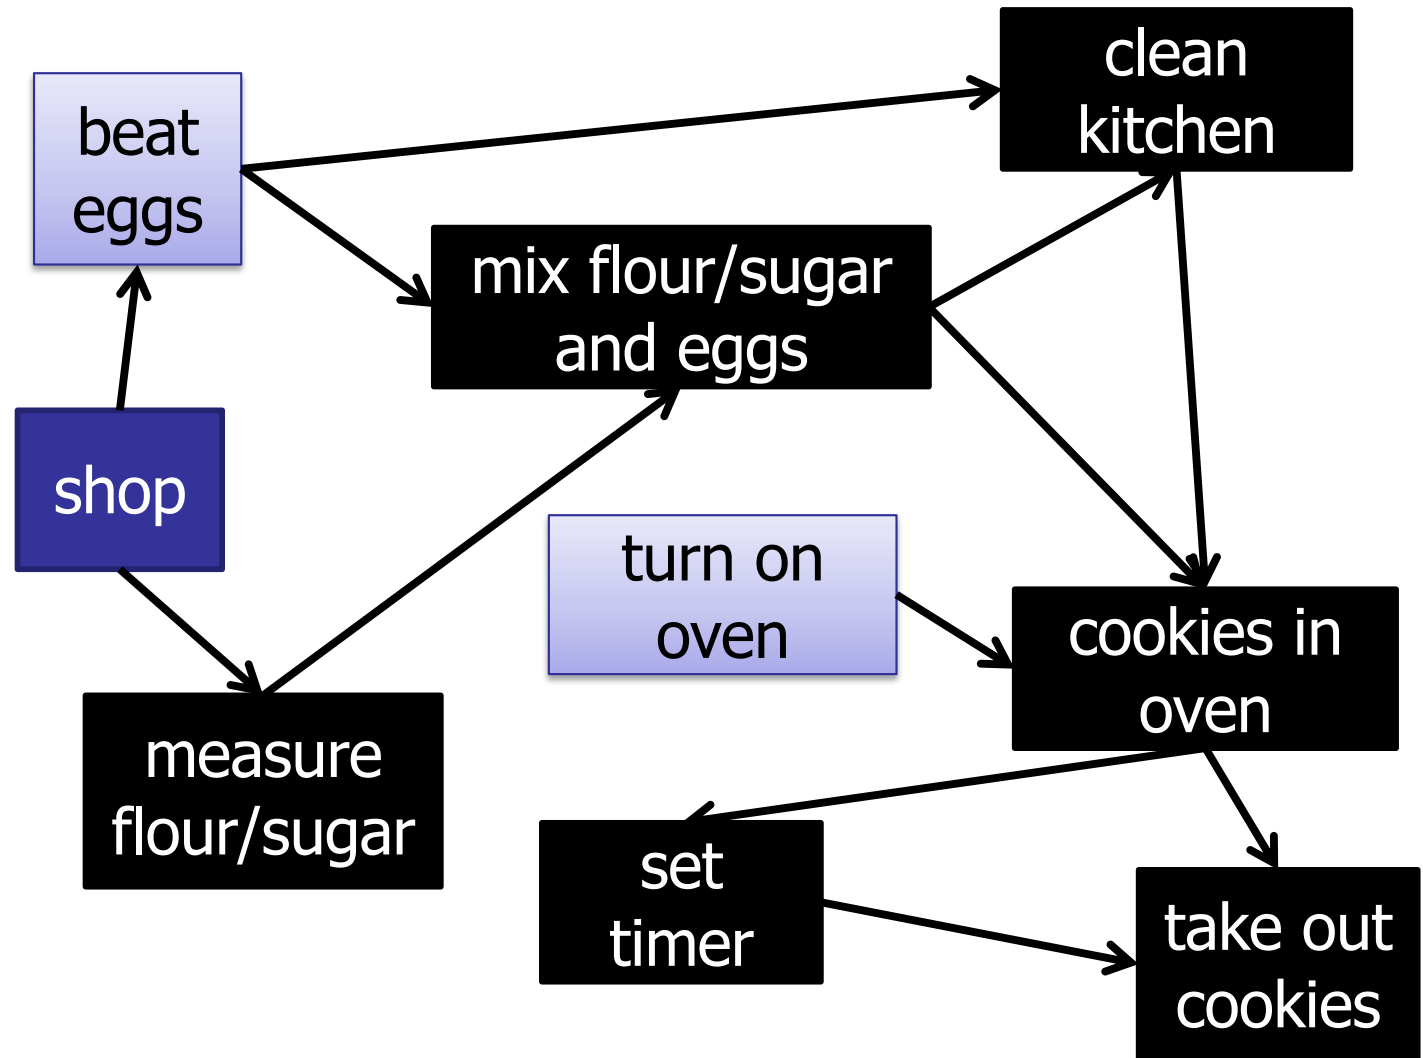 clean
kitchen
beat
eggs
mix flour/sugar
and eggs
shop
turn on
oven
cookies in
oven
measure
flour/sugar
set
timer
take out
cookies